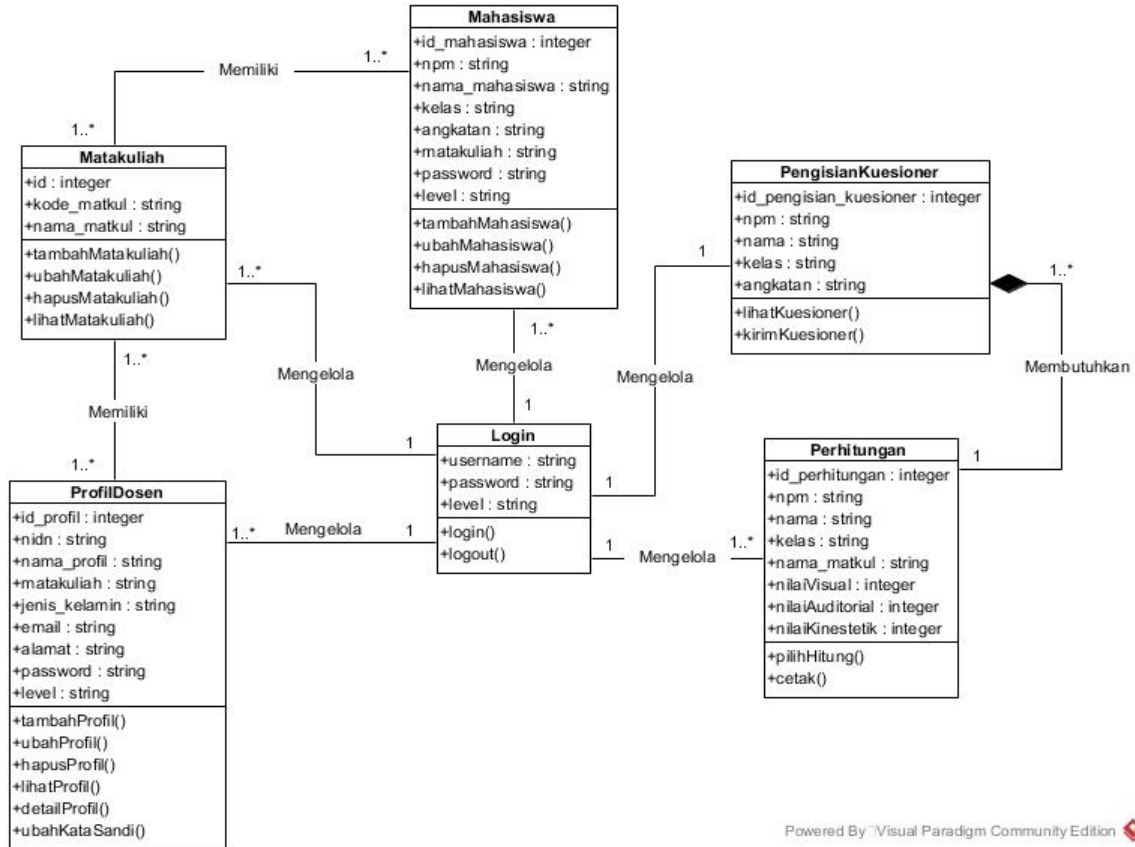 Mahasiswa
+id_mahasiswa : integer
+npm : string
+nama_mahasiswa : string
+kelas : string
+angkatan : string
+matakuliah : string
+password : string
+level : string
+tambahMahasiswa()
+ubahMahasiswa()
+hapusMahasiswa()
+lihatMahasiswa()
1..*
Memiliki
1..*
Matakuliah
+id : integer
+kode_matkul : string
+nama_matkul : string
+tambahMatakuliah()
+ubahMatakuliah()
+hapusMatakuliah()
+lihatMatakuliah()
1..*
Mengelola
1
1..*
Memiliki
1..*
1..*
Mengelola
1
PengisianKuesioner
+id_pengisian_kuesioner : integer
+npm : string
+nama : string
+kelas : string
+angkatan : string
+lihatKuesioner()
+kirimKuesioner()
1
Mengelola
1
1..*
Membutuhkan
1
Login
+username : string
+password : string
+level : string
+login()
+logout()
ProfilDosen
+id_profil : integer
+nidn : string
+nama_profil : string
+matakuliah : string
+jenis_kelamin : string
+email : string
+alamat : string
+password : string
+level : string
+tambahProfil()
+ubahProfil()
+hapusProfil()
+lihatProfil()
+detailProfil()
+ubahKataSandi()
1..*
Mengelola
1
1
Mengelola
1..*
Perhitungan
+id_perhitungan : integer
+npm : string
+nama : string
+kelas : string
+nama_matkul : string
+nilaiVisual : integer
+nilaiAuditorial : integer
+nilaiKinestetik : integer
+pilihHitung()
+cetak()
Powered By Visual Paradigm Community Edition